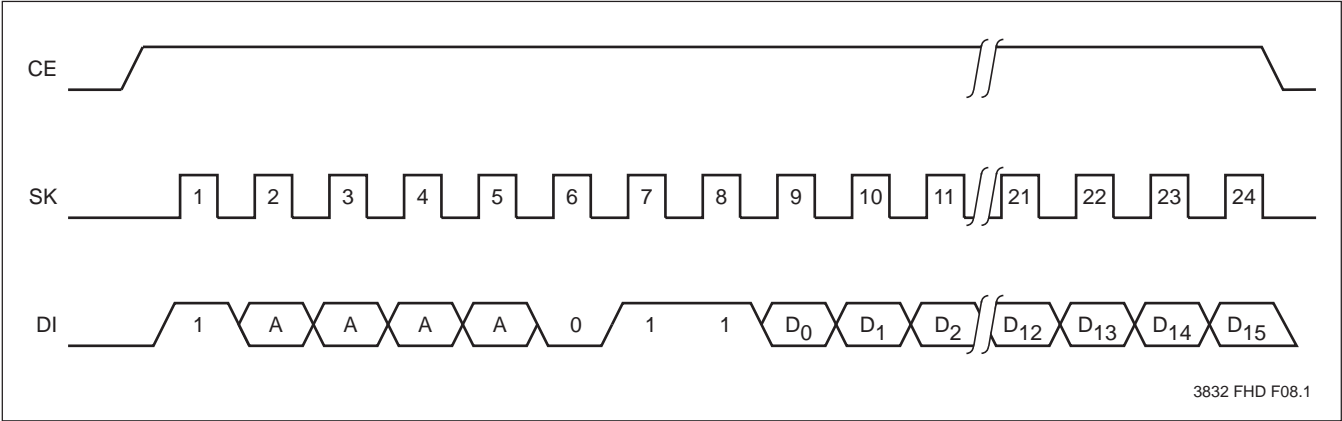 CE
SK 1 2 3 4 5 6 7 8 9 10 11 21 22 23 24
DI 1 A A A A 0 1 1 D0 D1 D2 D12 D13 D14 D15
3832 FHD F08.1